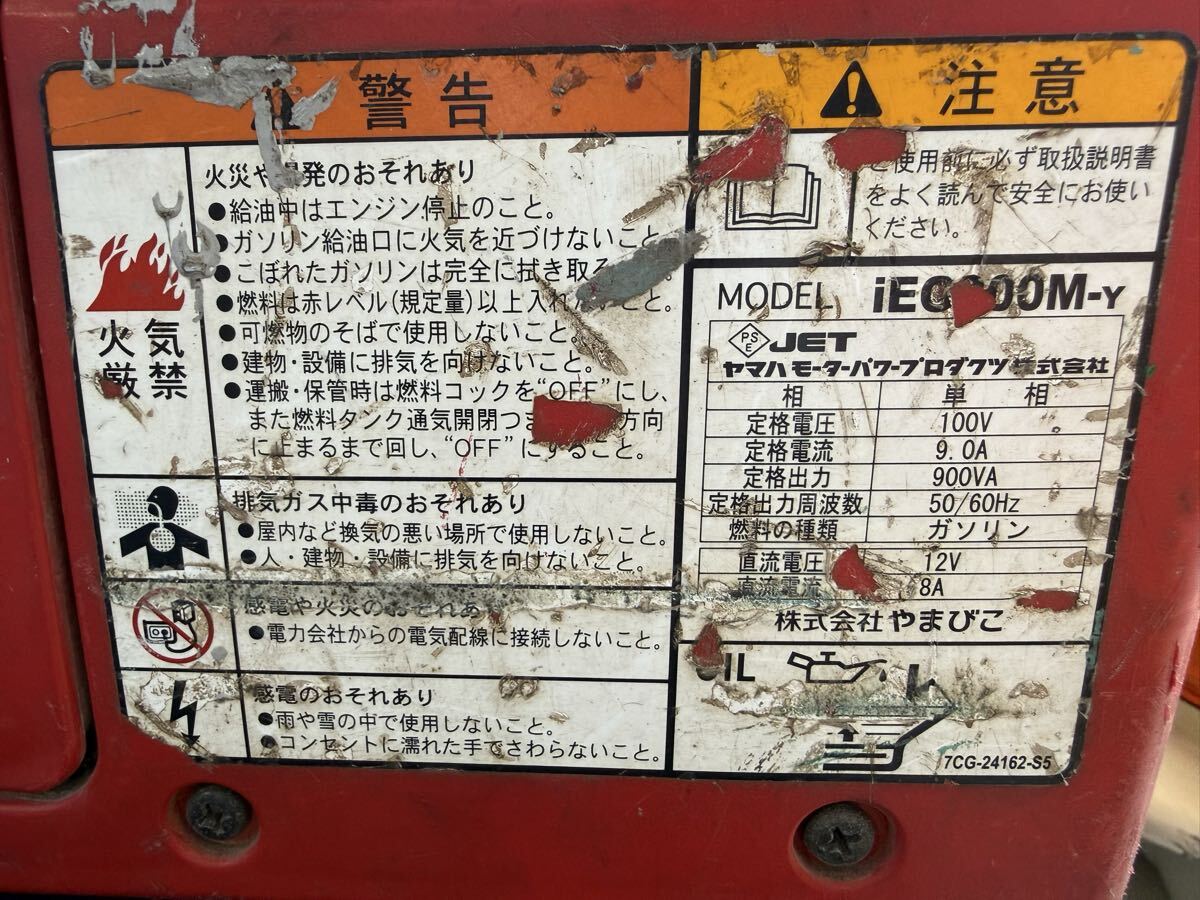 警告
火気
厳禁
火災や爆発のおそれあり
●給油中はエンジン停止のこと。
●ガソリン給油口に火気を近づけないこと。
●こぼれたガソリンは完全に拭き取る
●燃料は赤レベル(規定量)以上入れ こと。
●可燃物のそばで使用しないこと。
●建物・設備に排気を向けないこと。
●運搬・保管時は燃料コックを“OFF”にし、
また燃料タンク通気開閉つま 方向
に止まるまで回し、“OFF”にすること。
排気ガス中毒のおそれあり
●屋内など換気の悪い場所で使用しないこと。
●人・建物・設備に排気を向けないこと。
感電や火災のおそれあり
●電力会社からの電気配線に接続しないこと。
感電のおそれあり
●雨や雪の中で使用しないこと。
●コンセントに濡れた手でさわらないこと。
注意
ご使用前に必ず取扱説明書
をよく読んで安全にお使い
ください。
MODEL iEG 00M-Y
PSE JET
ヤマハモーターパワープロダクツ株式会社
相 単相
定格電圧 100V
定格電流 9.0A
定格出力 900VA
定格出力周波数 50/60Hz
燃料の種類 ガソリン
直流電圧 12V
直流電流 8A
株式会社やまびこ
OIL
7CG-24162-S5